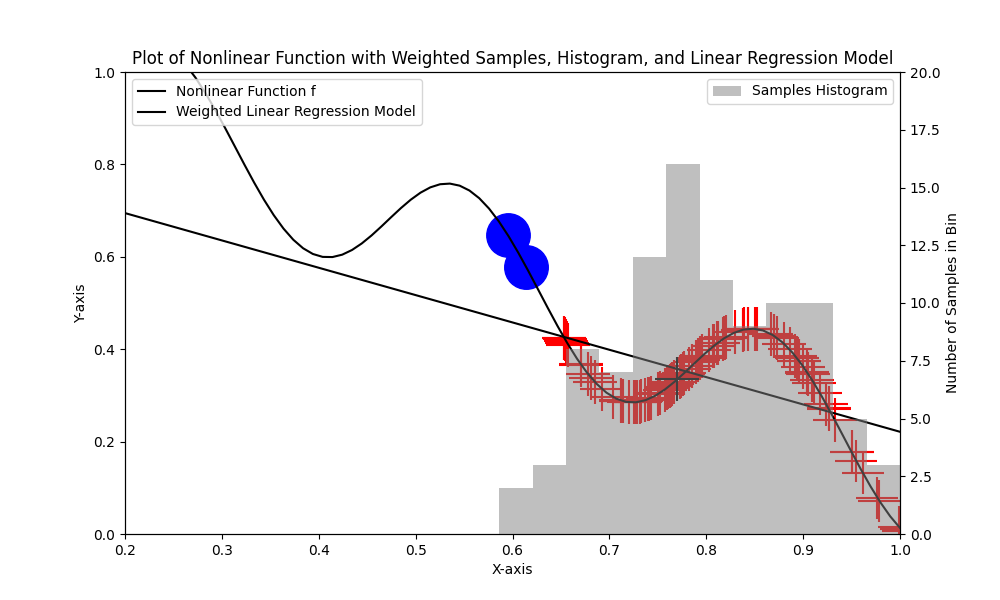 Plot of Nonlinear Function with Weighted Samples, Histogram, and Linear Regression Model
Nonlinear Function f
Weighted Linear Regression Model
Samples Histogram
Y-axis
1.0
0.8
0.6
0.4
0.2
0.0
20.0
17.5
15.0
12.5
10.0
7.5
5.0
2.5
0.0
Number of Samples in Bin
0.2 0.3 0.4 0.5 0.6 0.7 0.8 0.9 1.0
X-axis